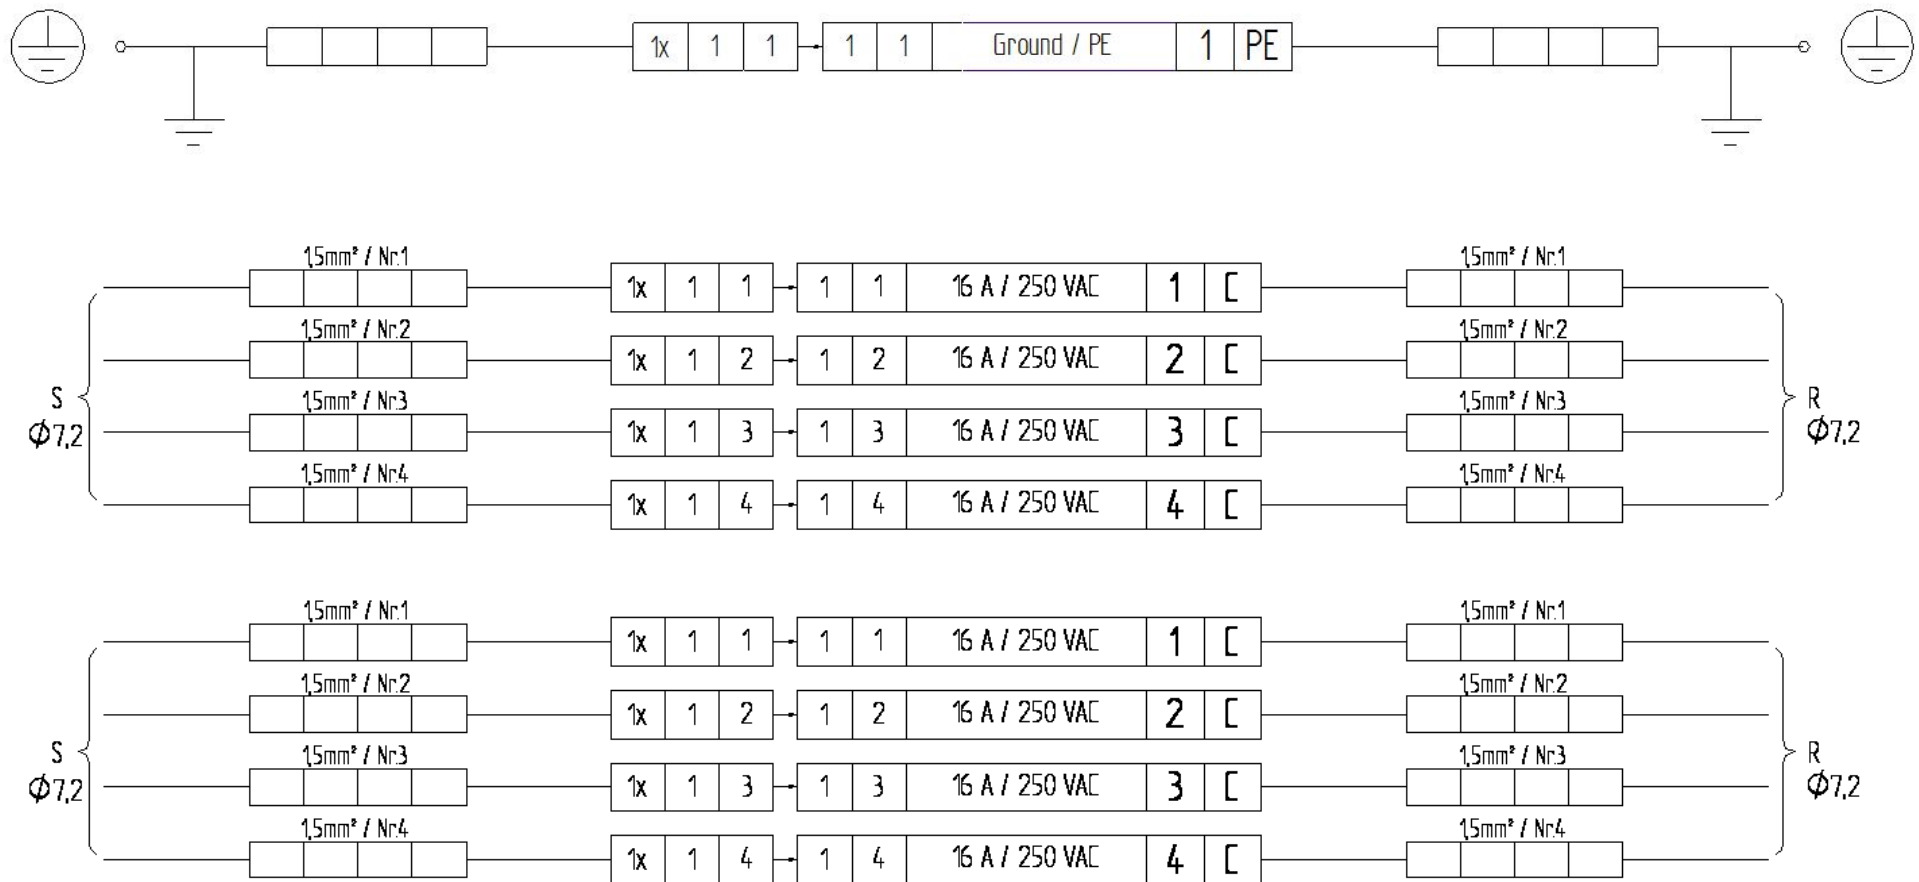 1x 1 1 1 1 Ground / PE 1 PE
1,5mm² / Nr.1 1,5mm² / Nr.1
1x 1 1 1 1 16 A / 250 VAC 1 C
1,5mm² / Nr.2 1,5mm² / Nr.2
1x 1 2 1 2 16 A / 250 VAC 2 C
S R
1,5mm² / Nr.3 1,5mm² / Nr.3
Ø7,2 1x 1 3 1 3 16 A / 250 VAC 3 C Ø7,2
1,5mm² / Nr.4 1,5mm² / Nr.4
1x 1 4 1 4 16 A / 250 VAC 4 C
1,5mm² / Nr.1 1,5mm² / Nr.1
1x 1 1 1 1 16 A / 250 VAC 1 C
1,5mm² / Nr.2 1,5mm² / Nr.2
1x 1 2 1 2 16 A / 250 VAC 2 C
S R
1,5mm² / Nr.3 1,5mm² / Nr.3
Ø7,2 1x 1 3 1 3 16 A / 250 VAC 3 C Ø7,2
1,5mm² / Nr.4 1,5mm² / Nr.4
1x 1 4 1 4 16 A / 250 VAC 4 C